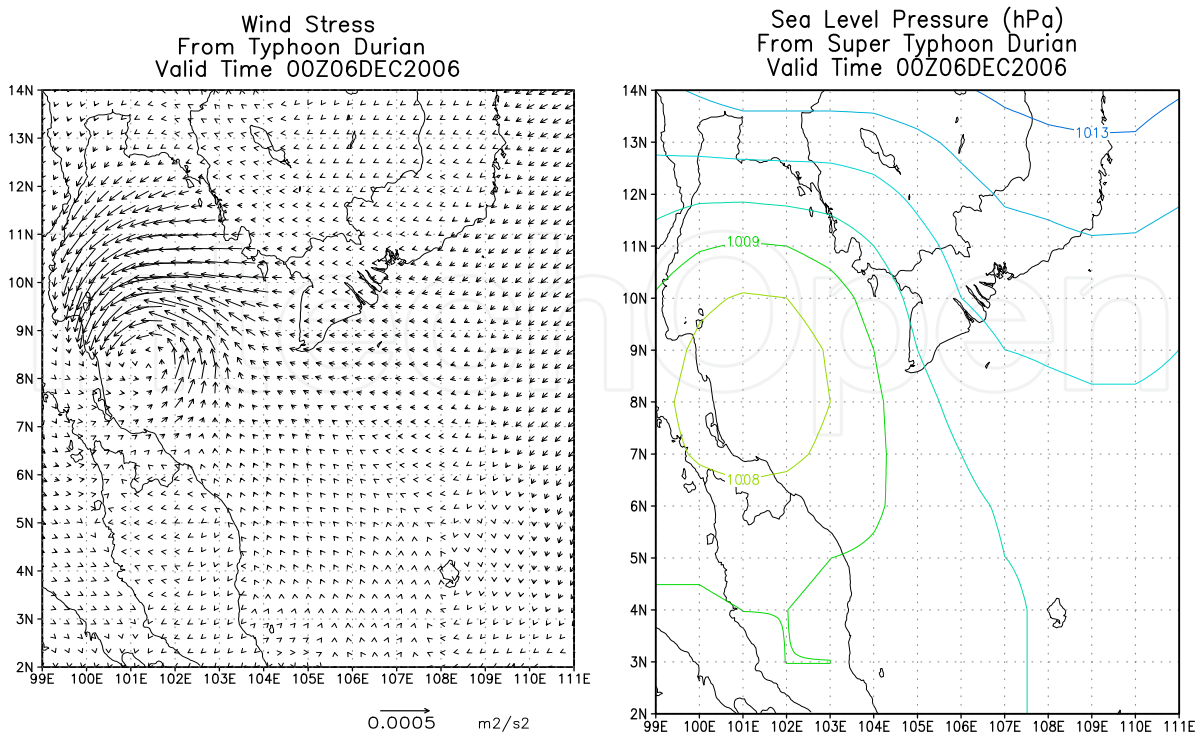 Wind Stress
From Typhoon Durian
Valid Time 00Z06DEC2006
14N
13N
12N
11N
10N
9N
8N
7N
6N
5N
4N
3N
2N
99E 100E 101E 102E 103E 104E 105E 106E 107E 108E 109E 110E 111E
0.0005 m2/s2
Sea Level Pressure (hPa)
From Super Typhoon Durian
Valid Time 00Z06DEC2006
14N
13N
12N
11N
10N
9N
8N
7N
6N
5N
4N
3N
2N
1013
1009
1008
99E 100E 101E 102E 103E 104E 105E 106E 107E 108E 109E 110E 111E